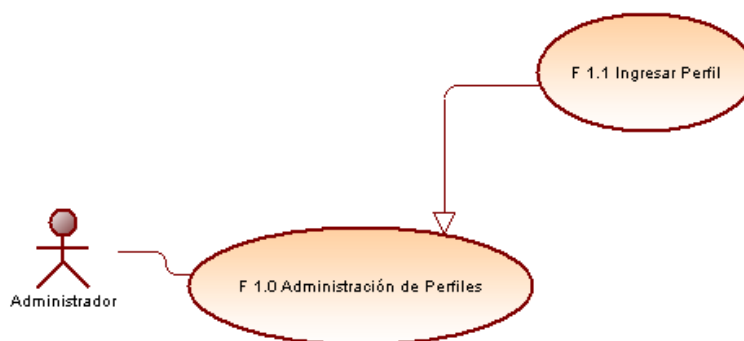 F 1.1 Ingresar Perfil
F 1.0 Administración de Perfiles
Administrador